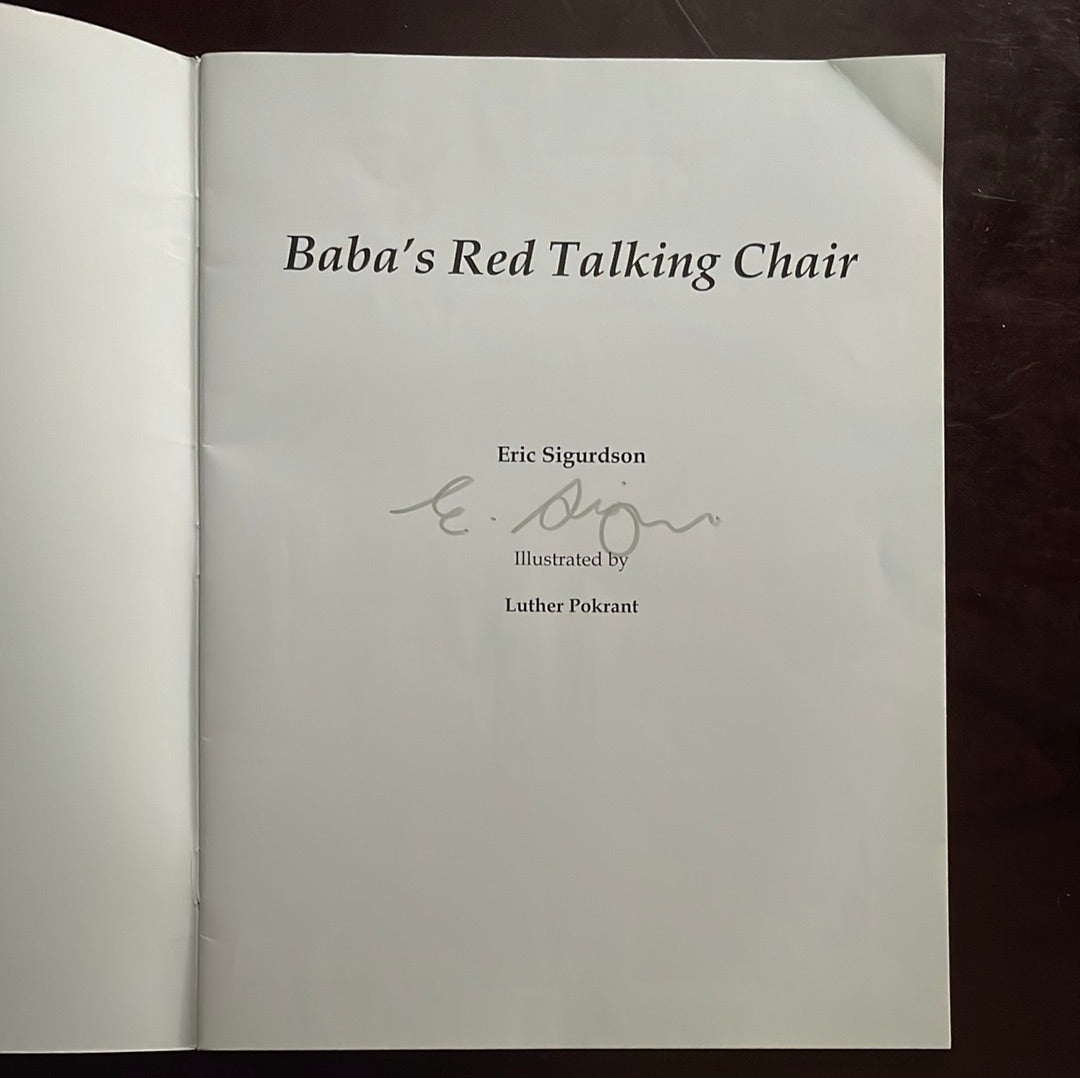 Baba's Red Talking Chair
Eric Sigurdson
E.
Illustrated by
Luther Pokrant